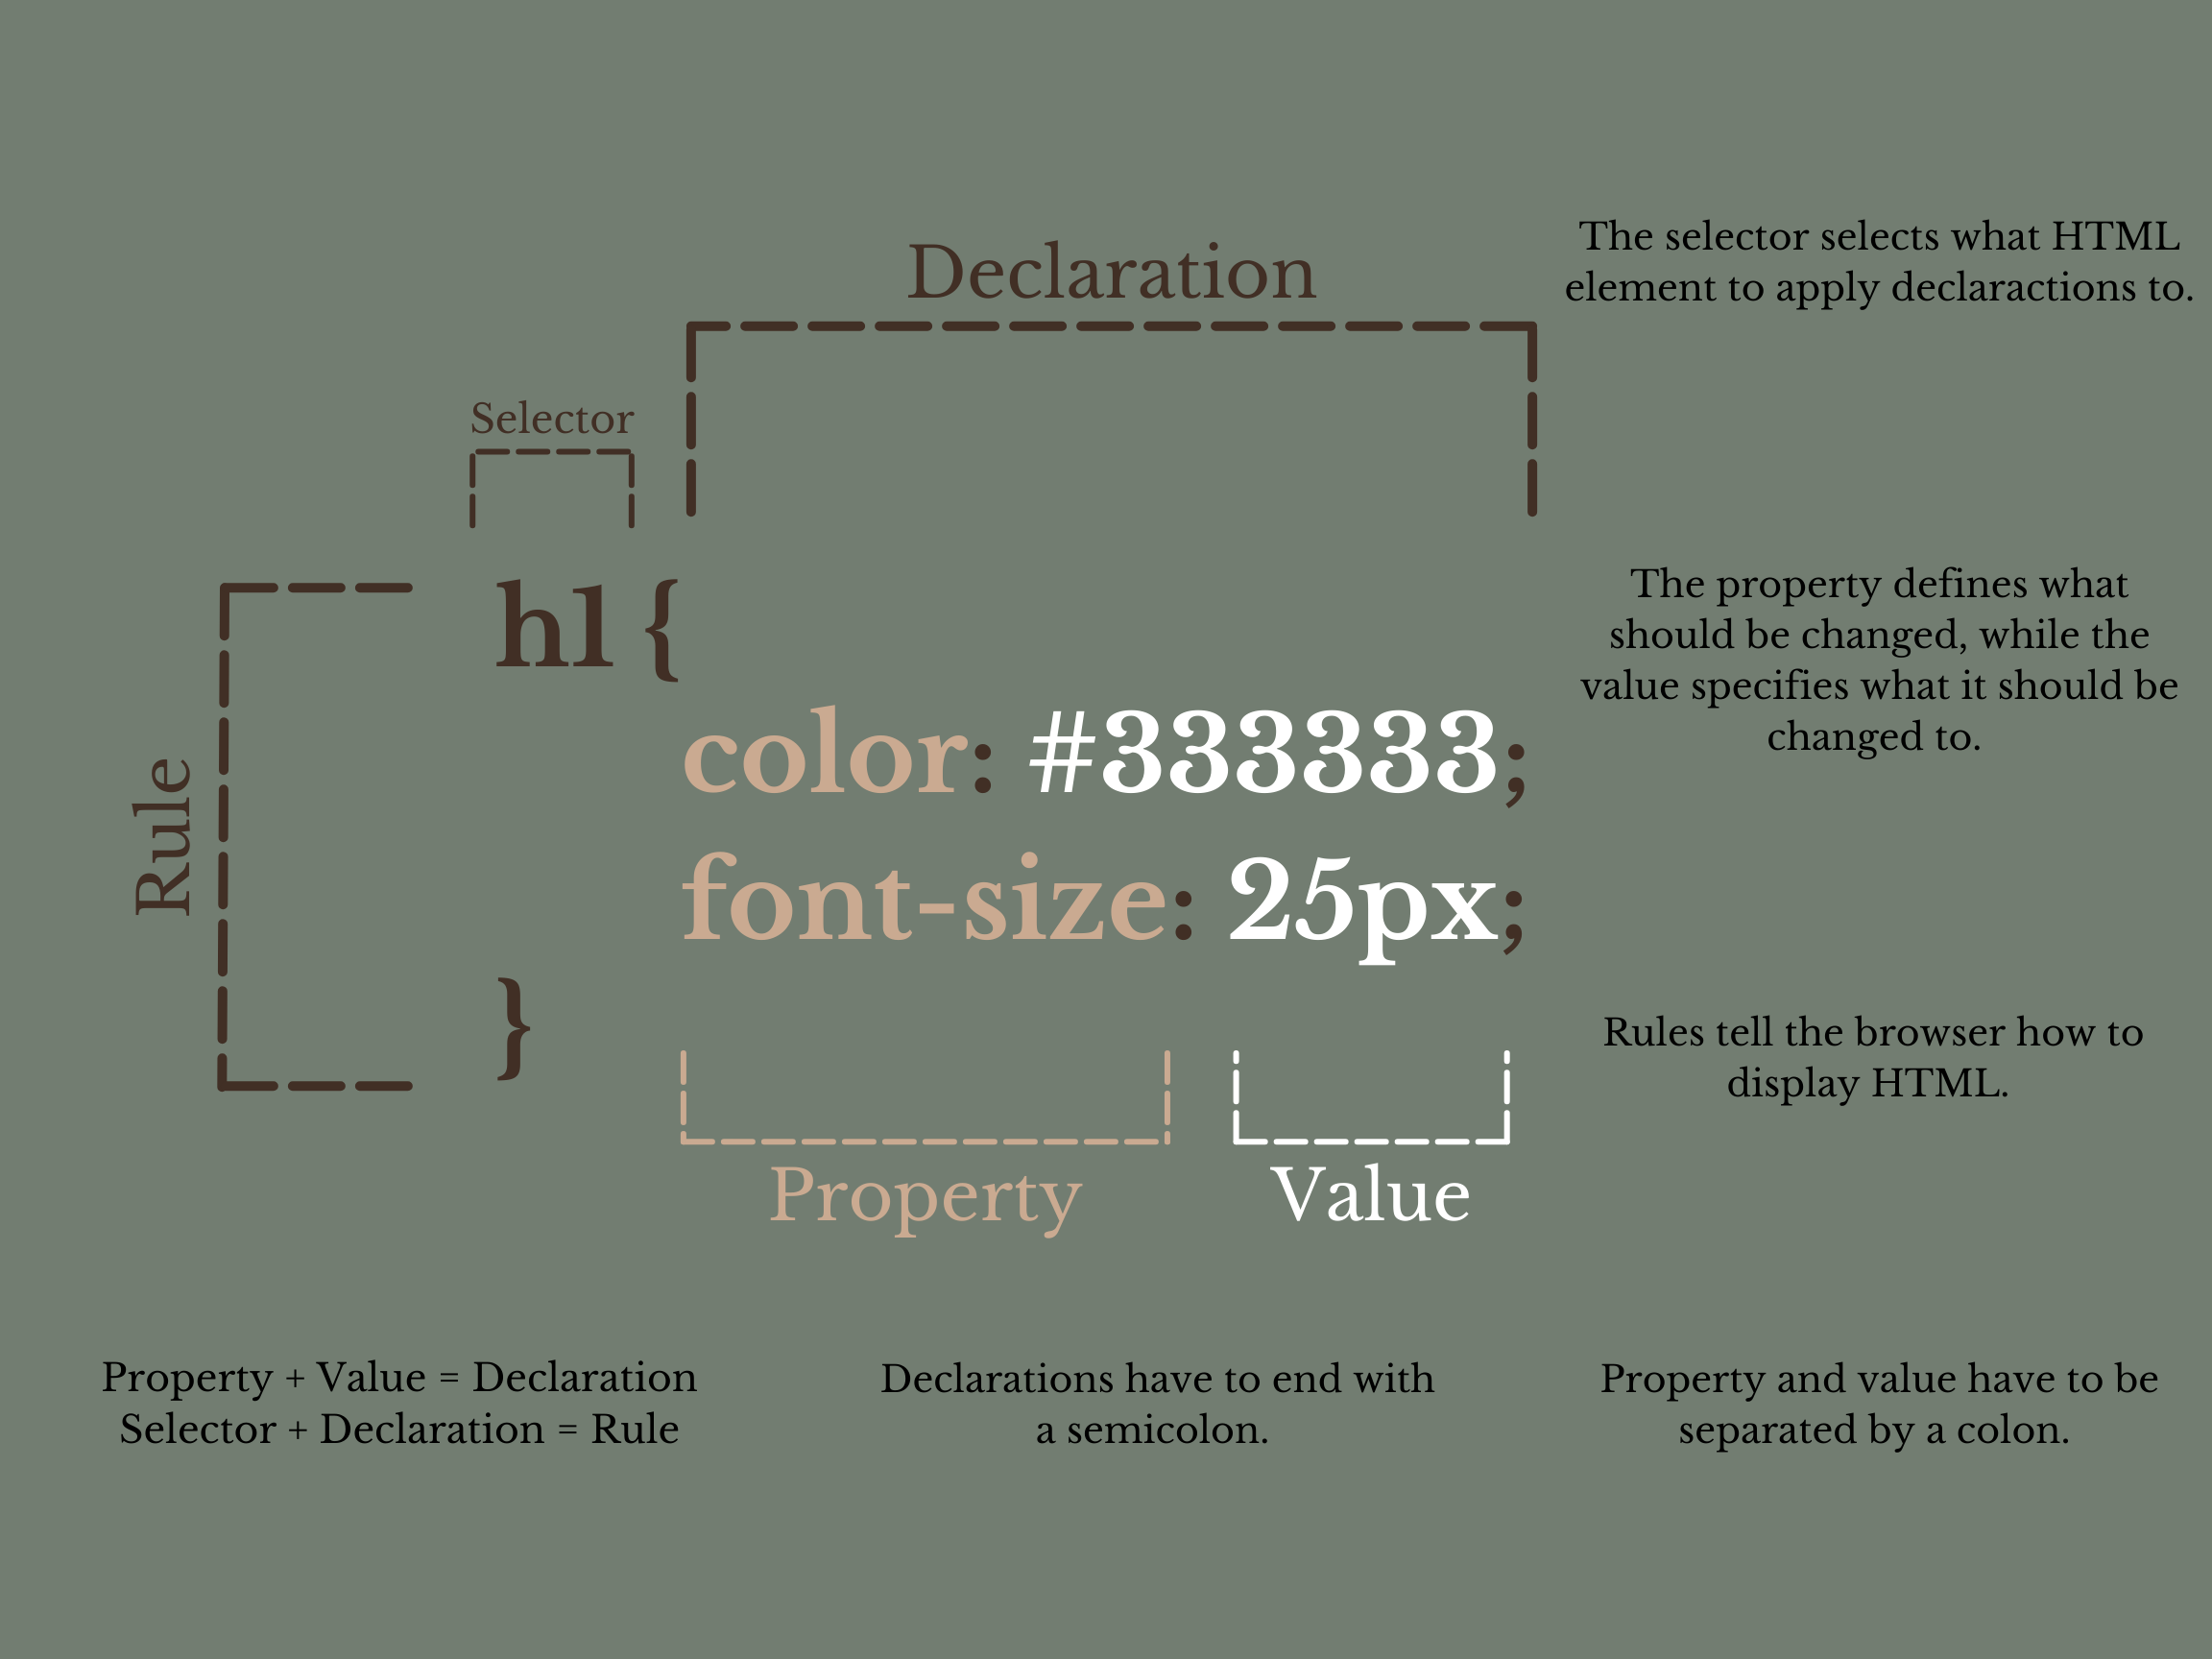 Declaration
The selector selects what HTML
element to apply declaractions to.
Selector
Rule
h1 {
color: #333333;
font-size: 25px;
}
The property defines what
should be changed, while the
value specifies what it should be
changed to.
Rules tell the browser how to
display HTML.
Property
Value
Property + Value = Declaration
Selector + Declaration = Rule
Declarations have to end with
a semicolon.
Property and value have to be
separated by a colon.